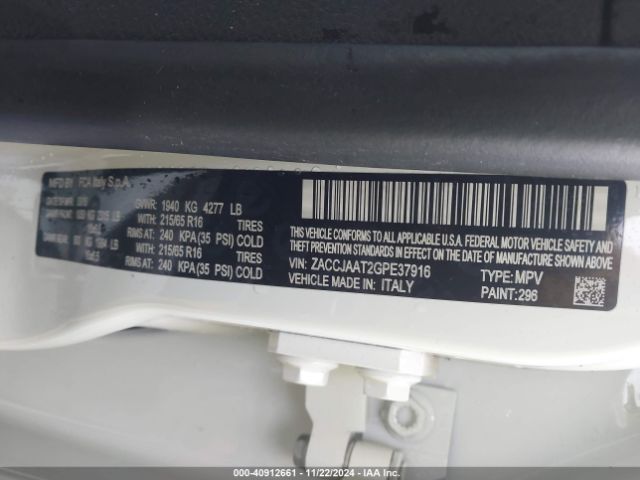 MFD BY FCA Italy S.p.A.
GVWR: 1940 KG 4277 LB
WITH: 215/65 R16 TIRES
RIMS AT: 240 KPA(35 PSI) COLD
WITH: 215/65 R16 TIRES
RIMS AT: 240 KPA(35 PSI) COLD
THIS VEHICLE CONFORMS TO ALL APPLICABLE U.S.A. FEDERAL MOTOR VEHICLE SAFETY, BUMPER AND
THEFT PREVENTION STANDARDS IN EFFECT ON THE DATE OF MANUFACTURE SHOWN ABOVE
VIN: ZACCJAAT2GPE37916 TYPE: MPV
VEHICLE MADE IN: ITALY PAINT: 296
000-40912661 - 11/22/2024 - IAAI.COM